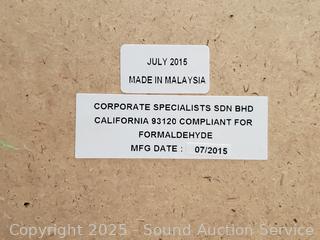 JULY 2015
MADE IN MALAYSIA
CORPORATE SPECIALISTS SDN BHD
CALIFORNIA 93120 COMPLIANT FOR
FORMALDEHYDE
MFG DATE : 07/2015
Copyright © 2025 - Sound Auction Service